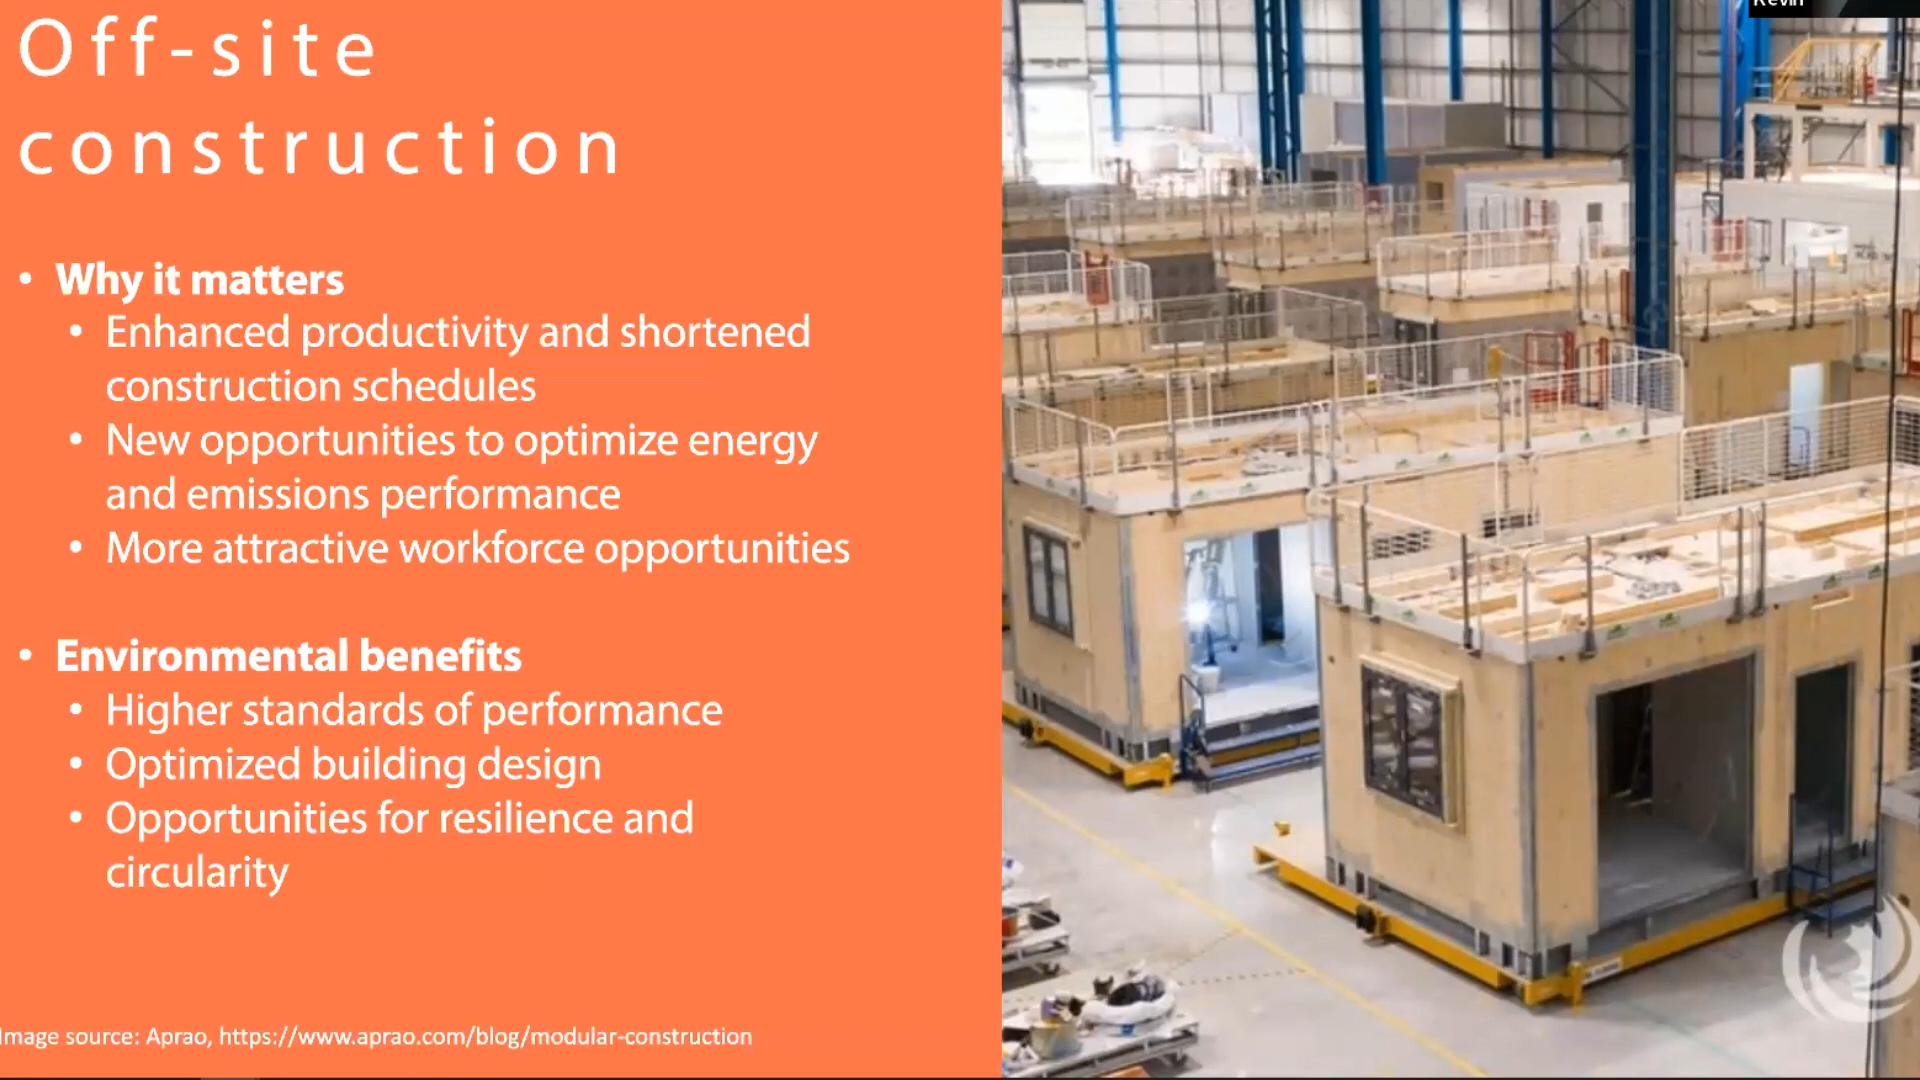 Kevin
Off-site
construction
• Why it matters
• Enhanced productivity and shortened
construction schedules
• New opportunities to optimize energy
and emissions performance
• More attractive workforce opportunities
• Environmental benefits
• Higher standards of performance
• Optimized building design
• Opportunities for resilience and
circularity
Image source: Aprao, https://www.aprao.com/blog/modular-construction